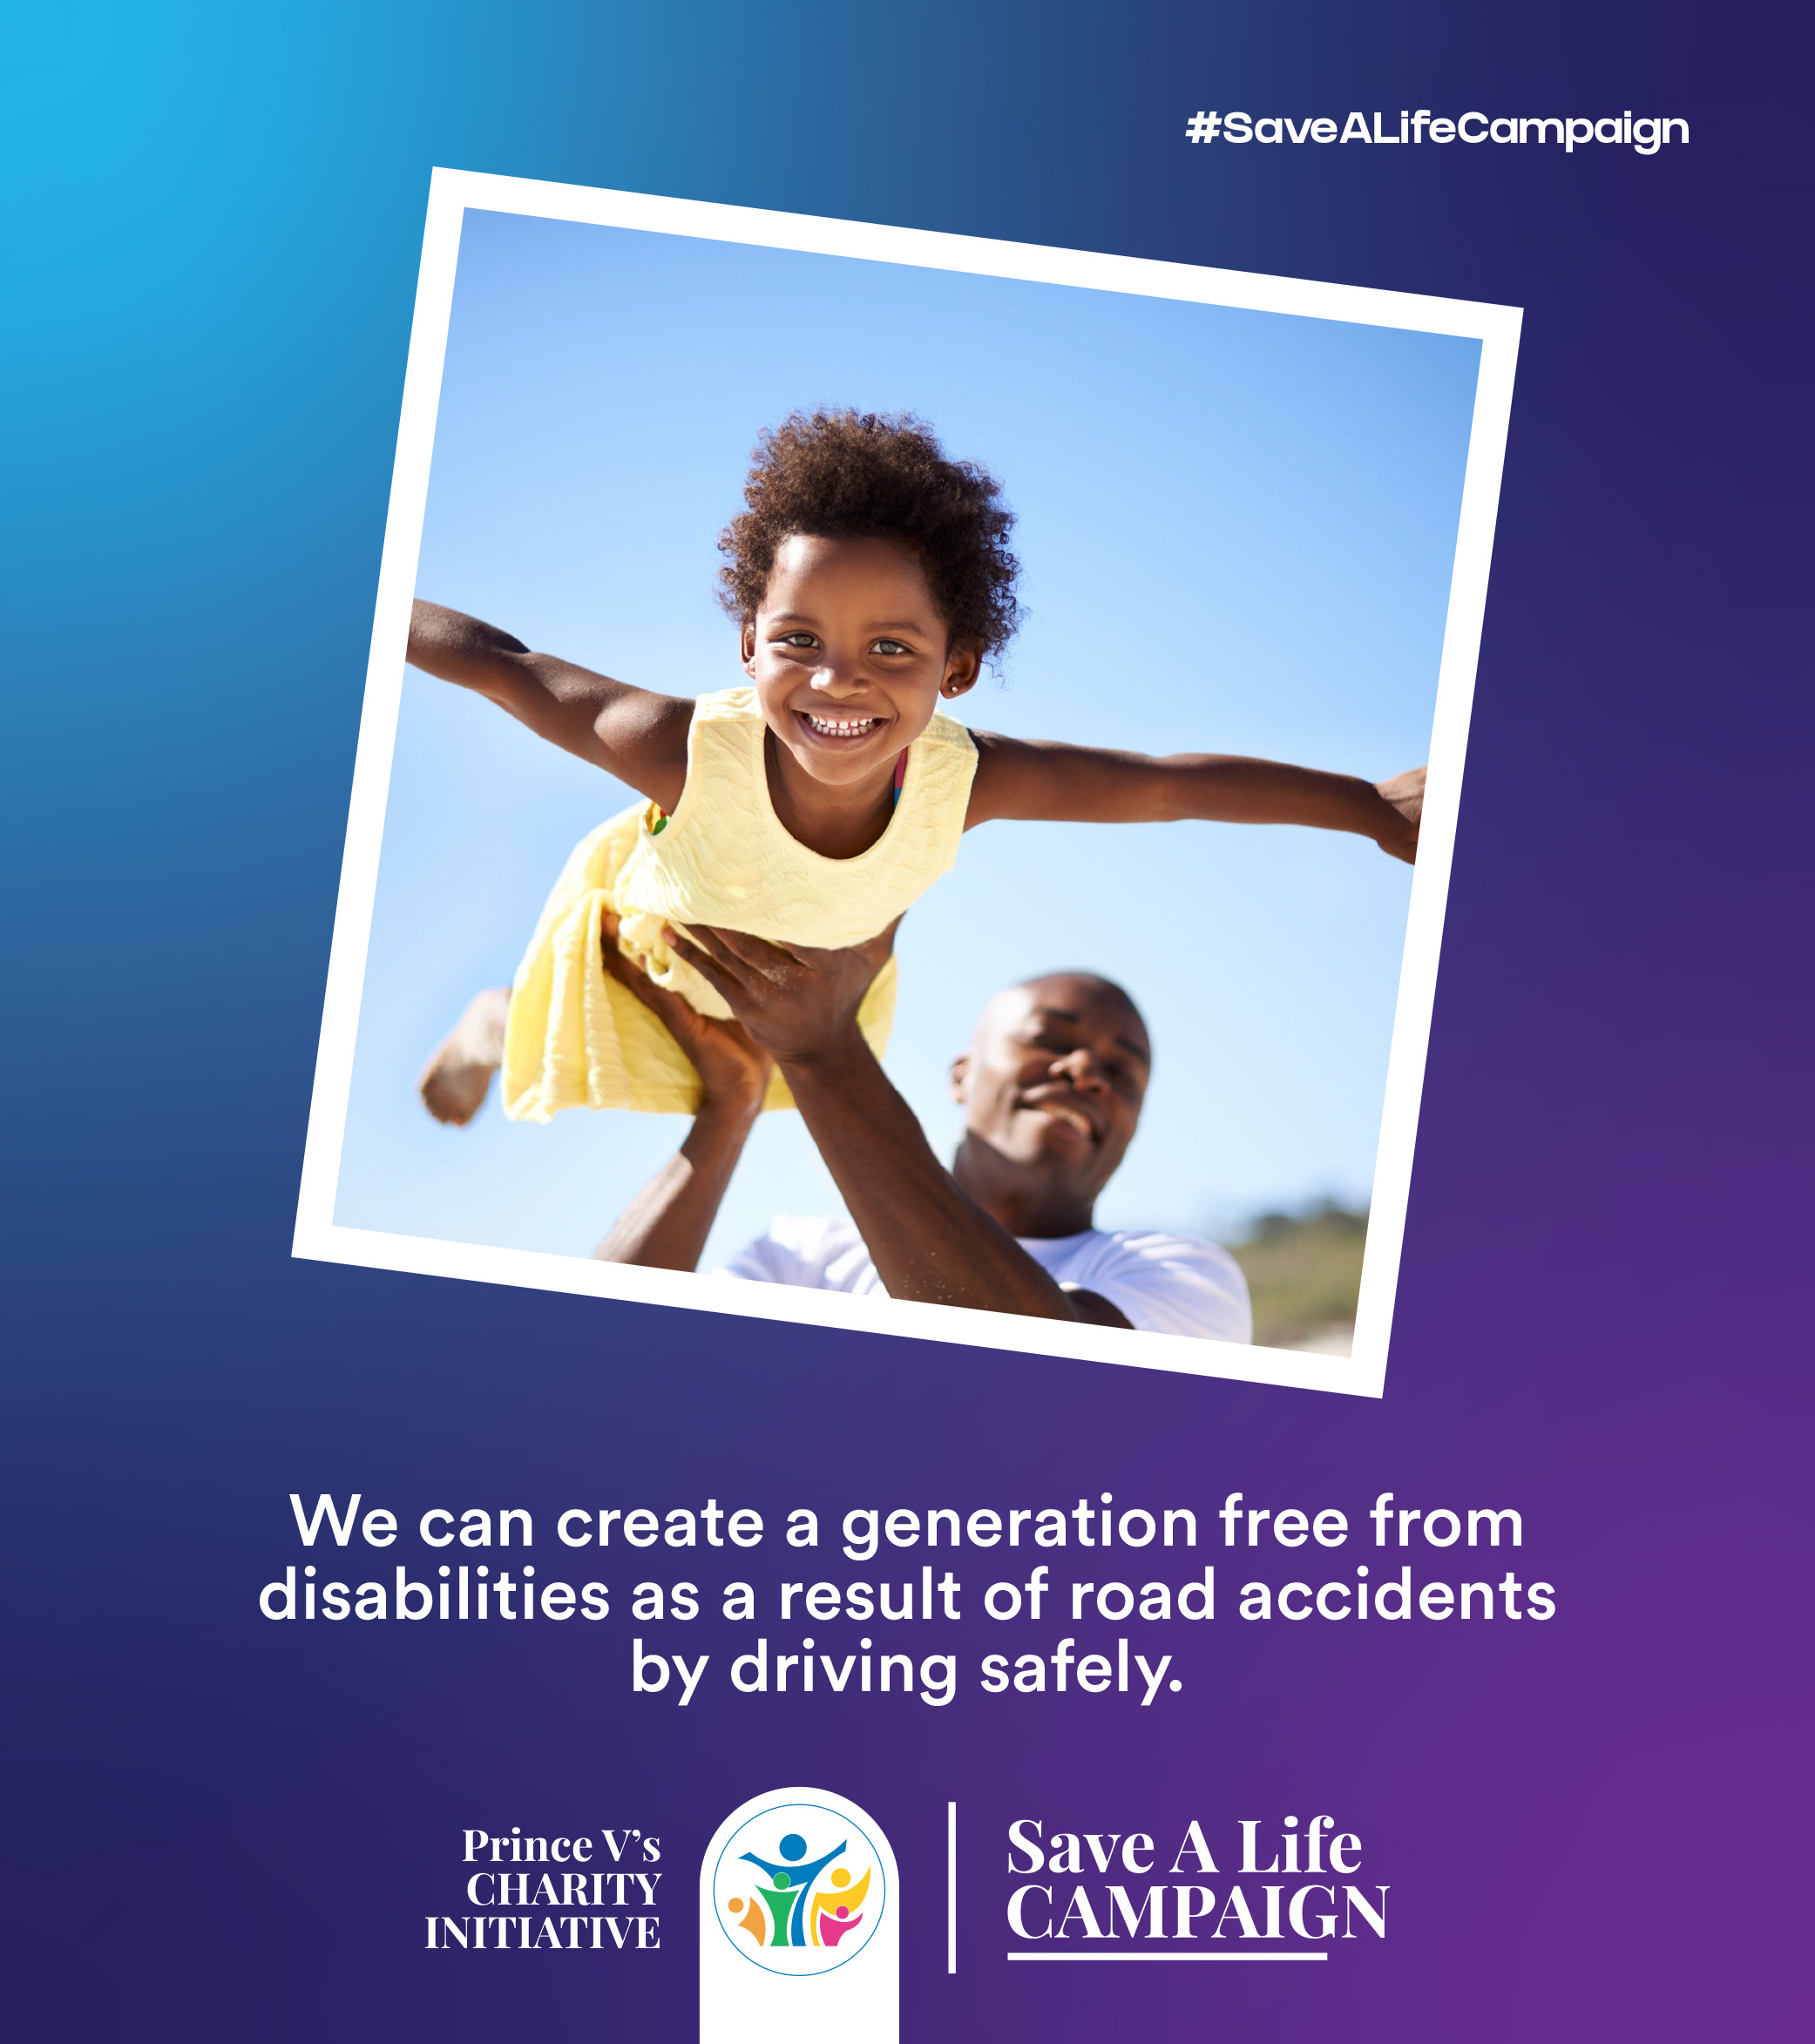 #SaveALifeCampaign
We can create a generation free from
disabilities as a result of road accidents
by driving safely.
Prince V’s
CHARITY
INITIATIVE
Save A Life
CAMPAIGN